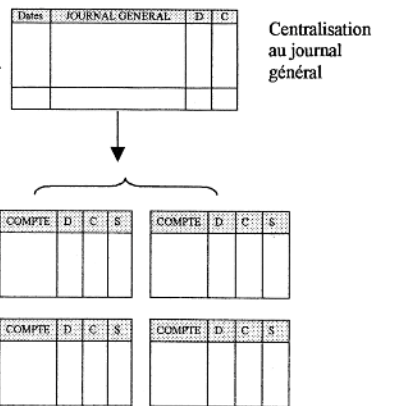 Dates JOURNAL GENERAL D C
Centralisation
au journal
général
COMPTE D C S
COMPTE D C S
COMPTE D C S
COMPTE D C S